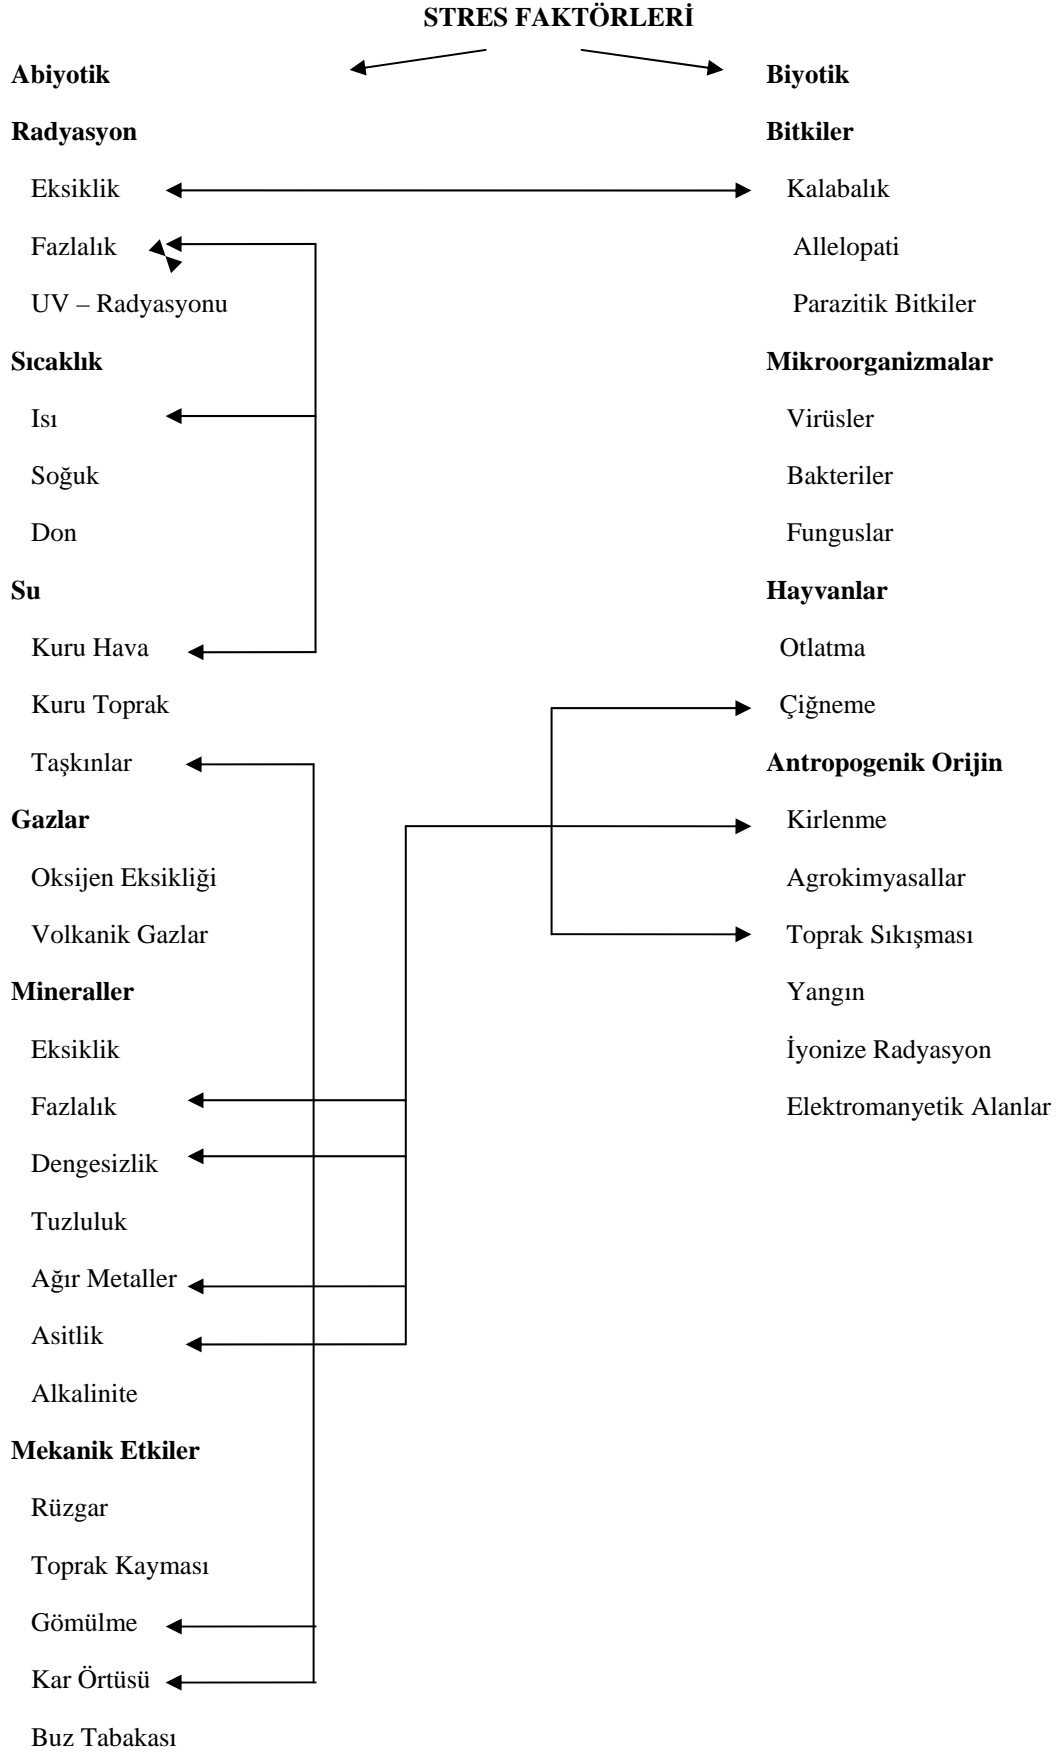 STRES FAKTÖRLERİ
Abiyotik
Radyasyon
Eksiklik
Fazlalık
UV – Radyasyonu
Sıcaklık
Isı
Soğuk
Don
Su
Kuru Hava
Kuru Toprak
Taşkınlar
Gazlar
Oksijen Eksikliği
Volkanik Gazlar
Mineraller
Eksiklik
Fazlalık
Dengesizlik
Tuzluluk
Ağır Metaller
Asitlik
Alkalinite
Mekanik Etkiler
Rüzgar
Toprak Kayması
Gömülme
Kar Örtüsü
Buz Tabakası
Biyotik
Bitkiler
Kalabalık
Allelopati
Parazitik Bitkiler
Mikroorganizmalar
Virüsler
Bakteriler
Funguslar
Hayvanlar
Otlatma
Çiğneme
Antropogenik Orijin
Kirlenme
Agrokimyasallar
Toprak Sıkışması
Yangın
İyonize Radyasyon
Elektromanyetik Alanlar